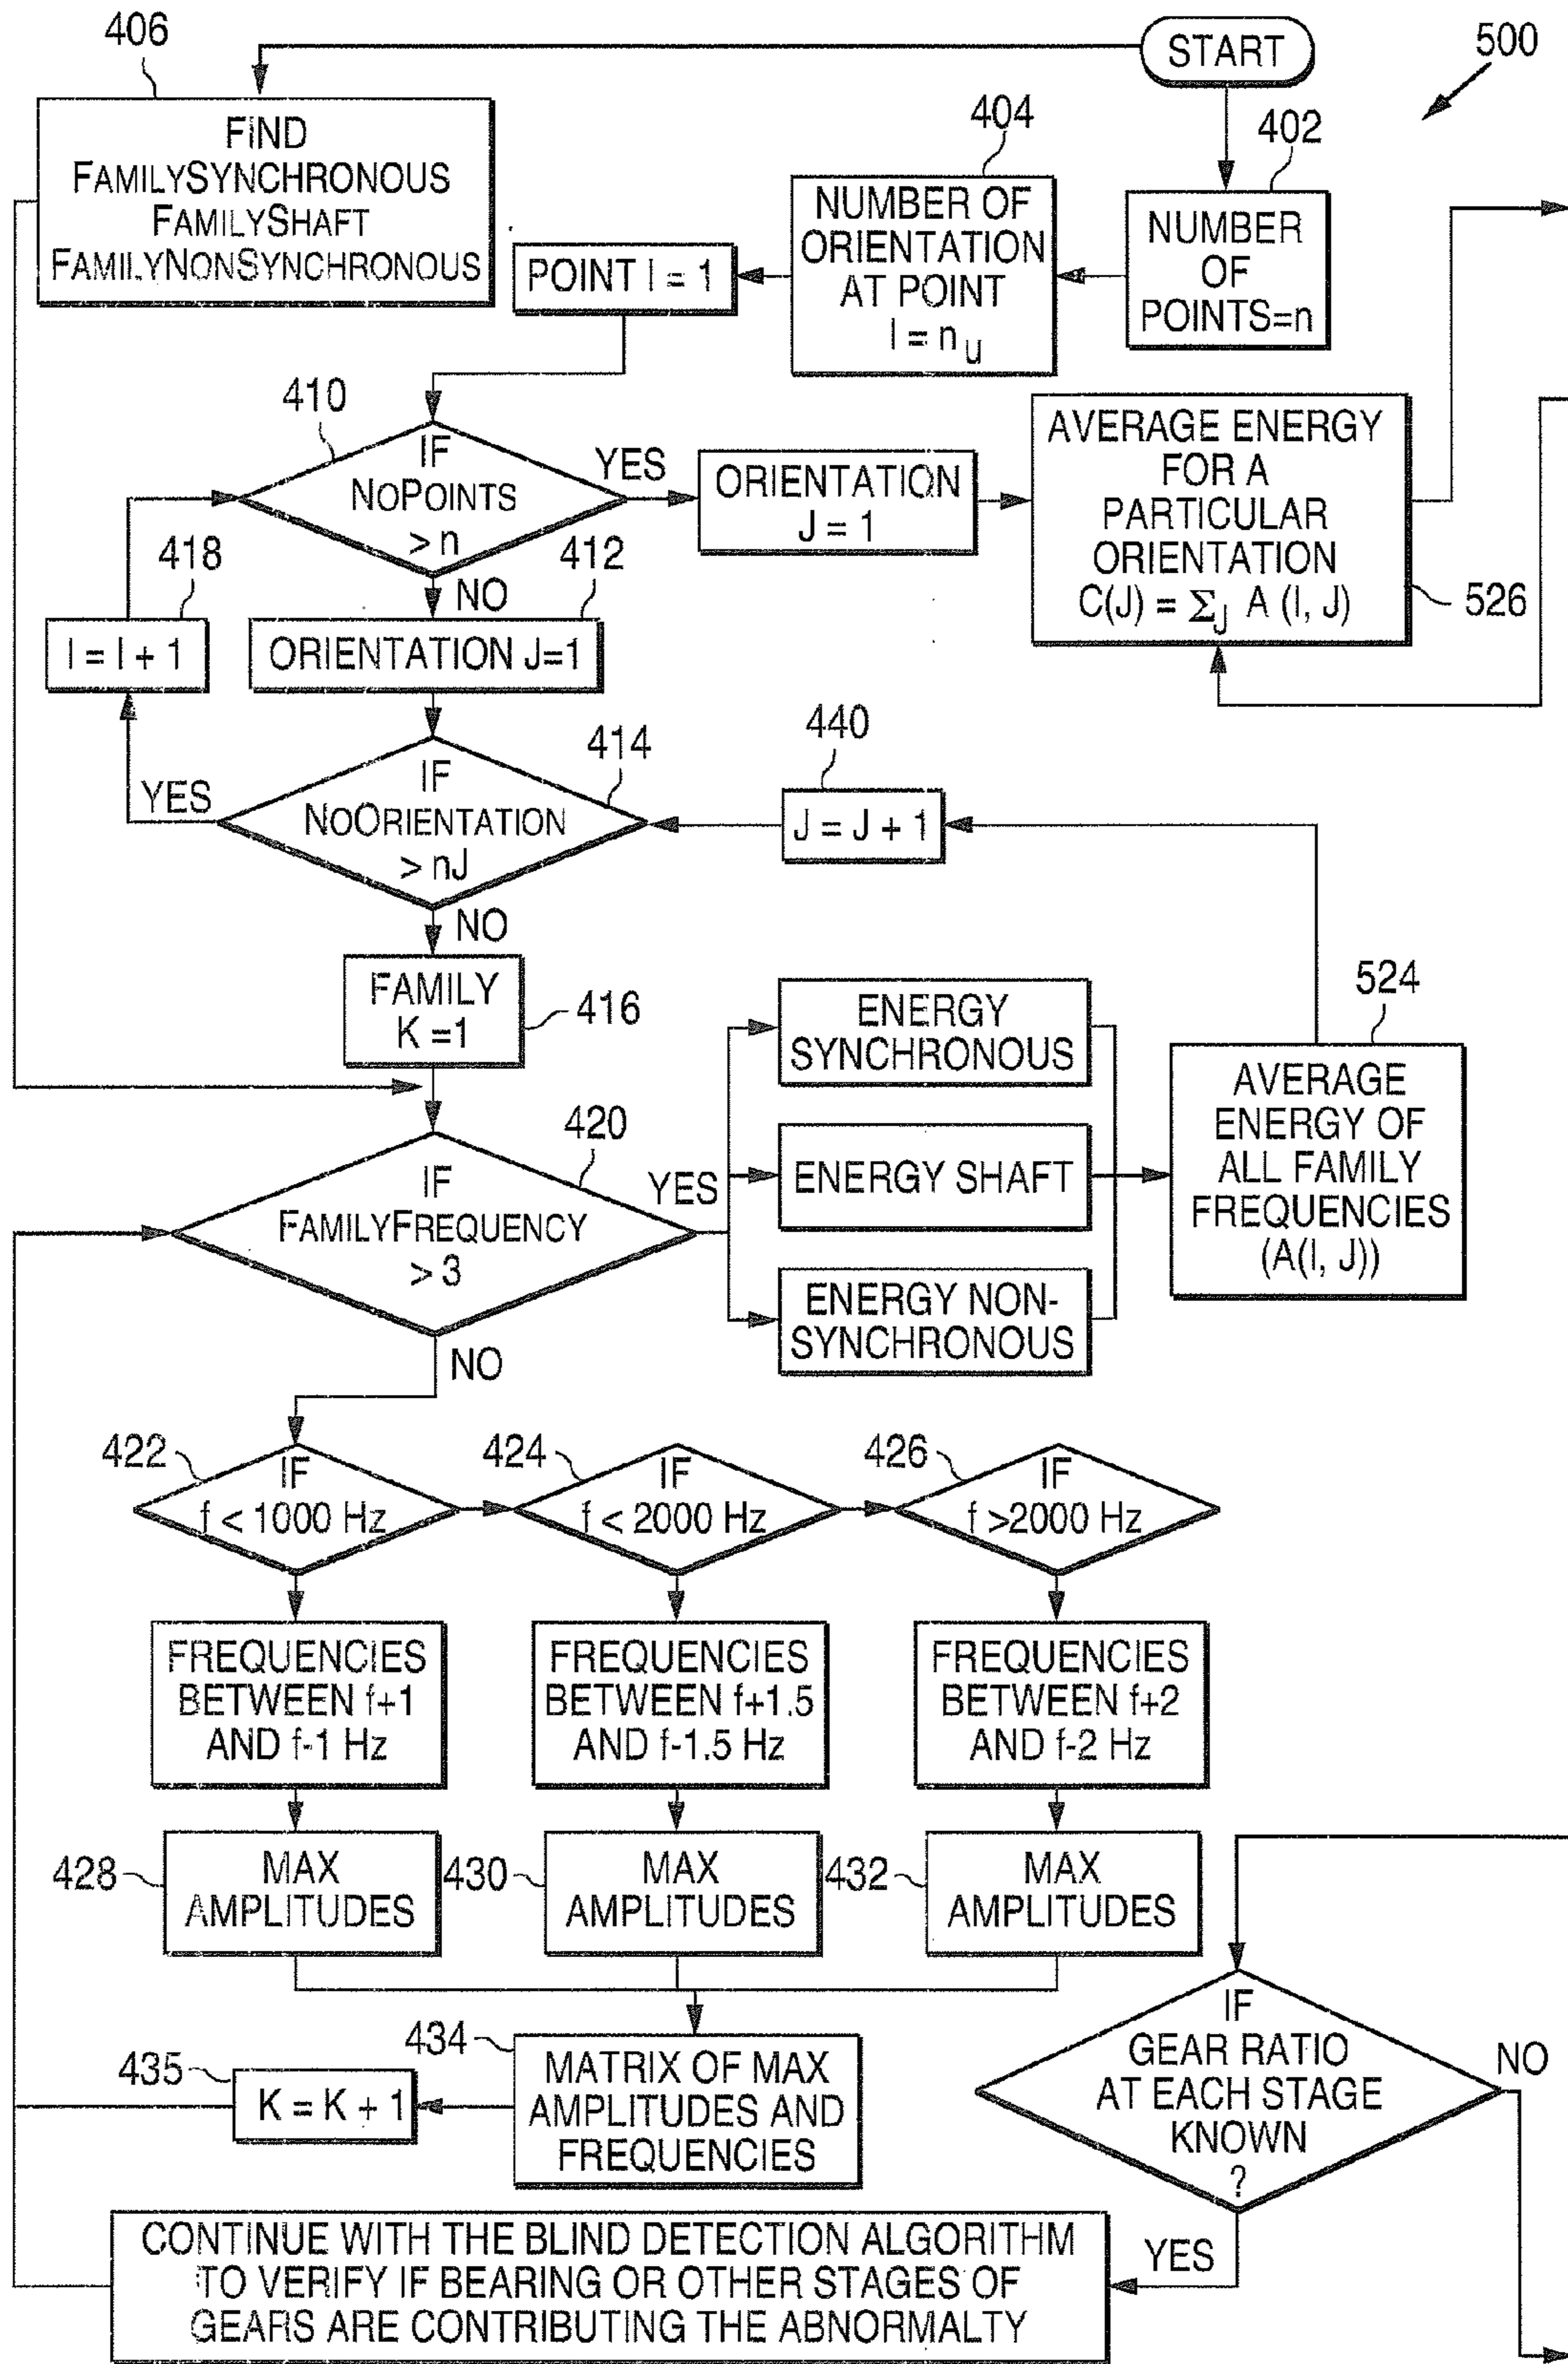 406
START
500
FIND
FAMILYSYNCHRONOUS
FAMILYSHAFT
FAMILYNONSYNCHRONOUS
404
402
NUMBER OF
ORIENTATION
AT POINT
I = n u
NUMBER
OF
POINTS=n
POINT I = 1
410
IF
NOPOINTS
> n
YES
NO
ORIENTATION
J = 1
AVERAGE ENERGY
FOR A
PARTICULAR
ORIENTATION
C(J) = ΣJ A (I, J)
526
418
I = I + 1
412
ORIENTATION J=1
414
IF
NOORIENTATION
> nJ
YES
NO
440
J = J + 1
FAMILY
K =1
416
524
AVERAGE
ENERGY OF
ALL FAMILY
FREQUENCIES
(A(I, J))
ENERGY
SYNCHRONOUS
420
IF
FAMILYFREQUENCY
> 3
YES
NO
ENERGY SHAFT
ENERGY NON-
SYNCHRONOUS
422
IF
f < 1000 Hz
424
IF
f < 2000 Hz
426
IF
f >2000 Hz
FREQUENCIES
BETWEEN f+1
AND f-1 Hz
FREQUENCIES
BETWEEN f+1.5
AND f-1.5 Hz
FREQUENCIES
BETWEEN f+2
AND f-2 Hz
428
MAX
AMPLITUDES
430
MAX
AMPLITUDES
432
MAX
AMPLITUDES
434
MATRIX OF MAX
AMPLITUDES AND
FREQUENCIES
435
K = K + 1
IF
GEAR RATIO
AT EACH STAGE
KNOWN
?
NO
YES
CONTINUE WITH THE BLIND DETECTION ALGORITHM
TO VERIFY IF BEARING OR OTHER STAGES OF
GEARS ARE CONTRIBUTING THE ABNORMALTY